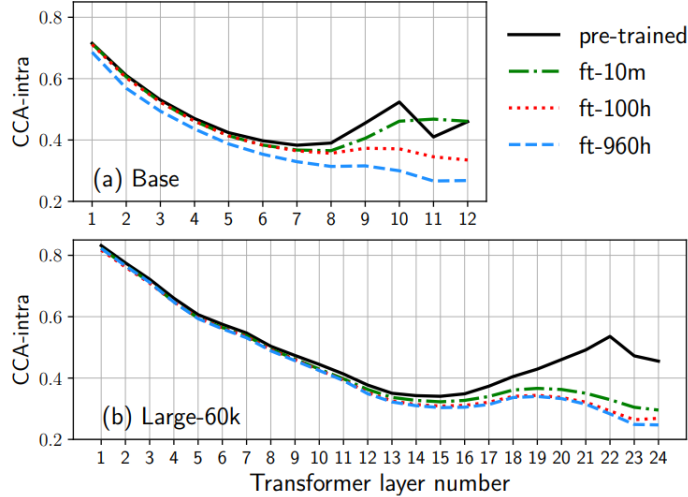 0.8
0.6
0.4
0.2
CCA-intra
(a) Base
1 2 3 4 5 6 7 8 9 10 11 12
pre-trained
ft-10m
ft-100h
ft-960h
0.8
0.6
0.4
0.2
CCA-intra
(b) Large-60k
1 2 3 4 5 6 7 8 9 10 11 12 13 14 15 16 17 18 19 20 21 22 23 24
Transformer layer number